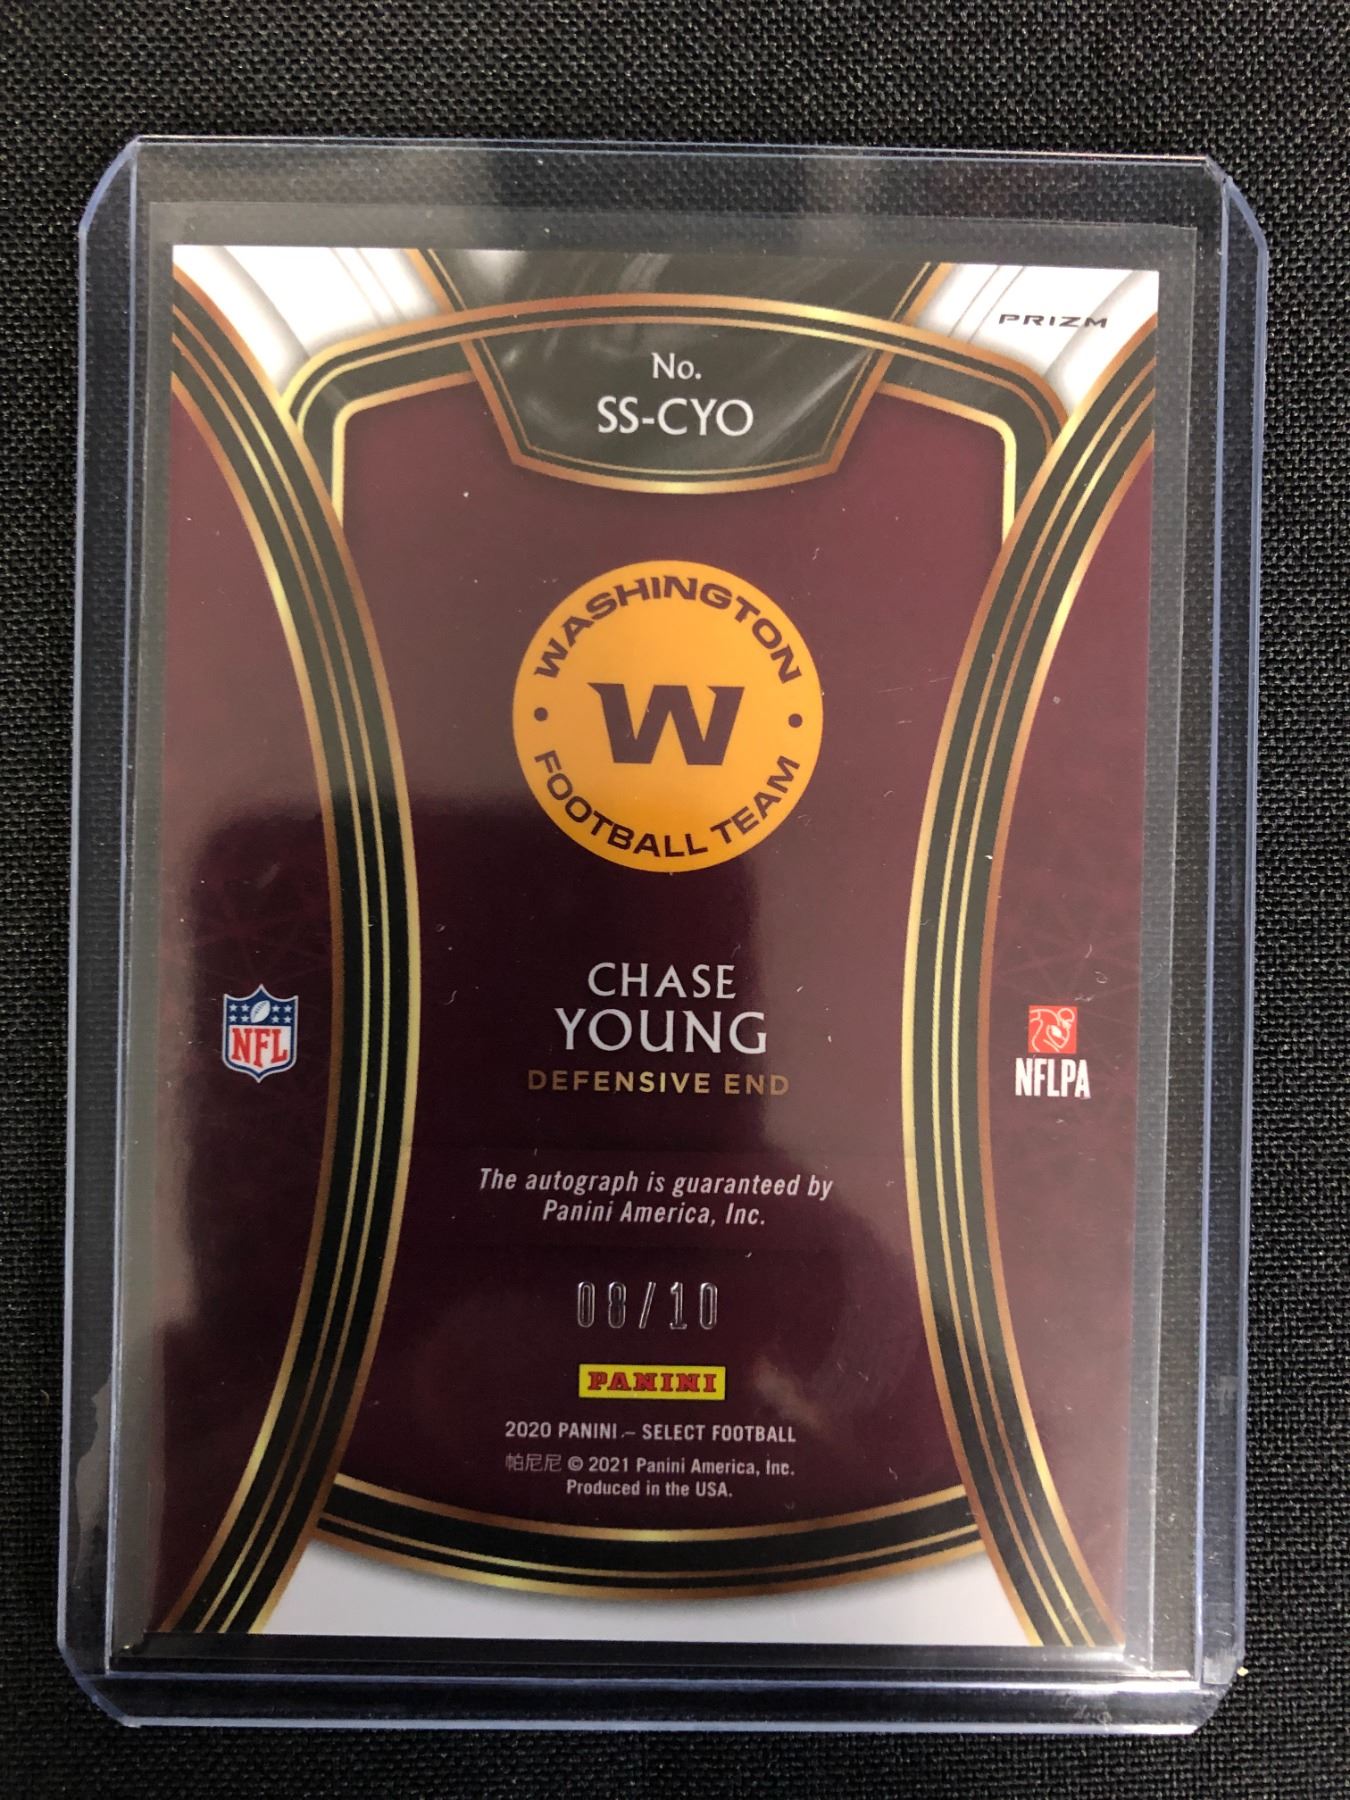 PRIZM
No.
SS-CYO
WASHINGTON
W
FOOTBALL TEAM
CHASE
YOUNG
DEFENSIVE END
NFL
NFLPA
The autograph is guaranteed by
Panini America, Inc.
08/10
PANINI
2020 PANINI – SELECT FOOTBALL
帕尼尼 © 2021 Panini America, Inc.
Produced in the USA.